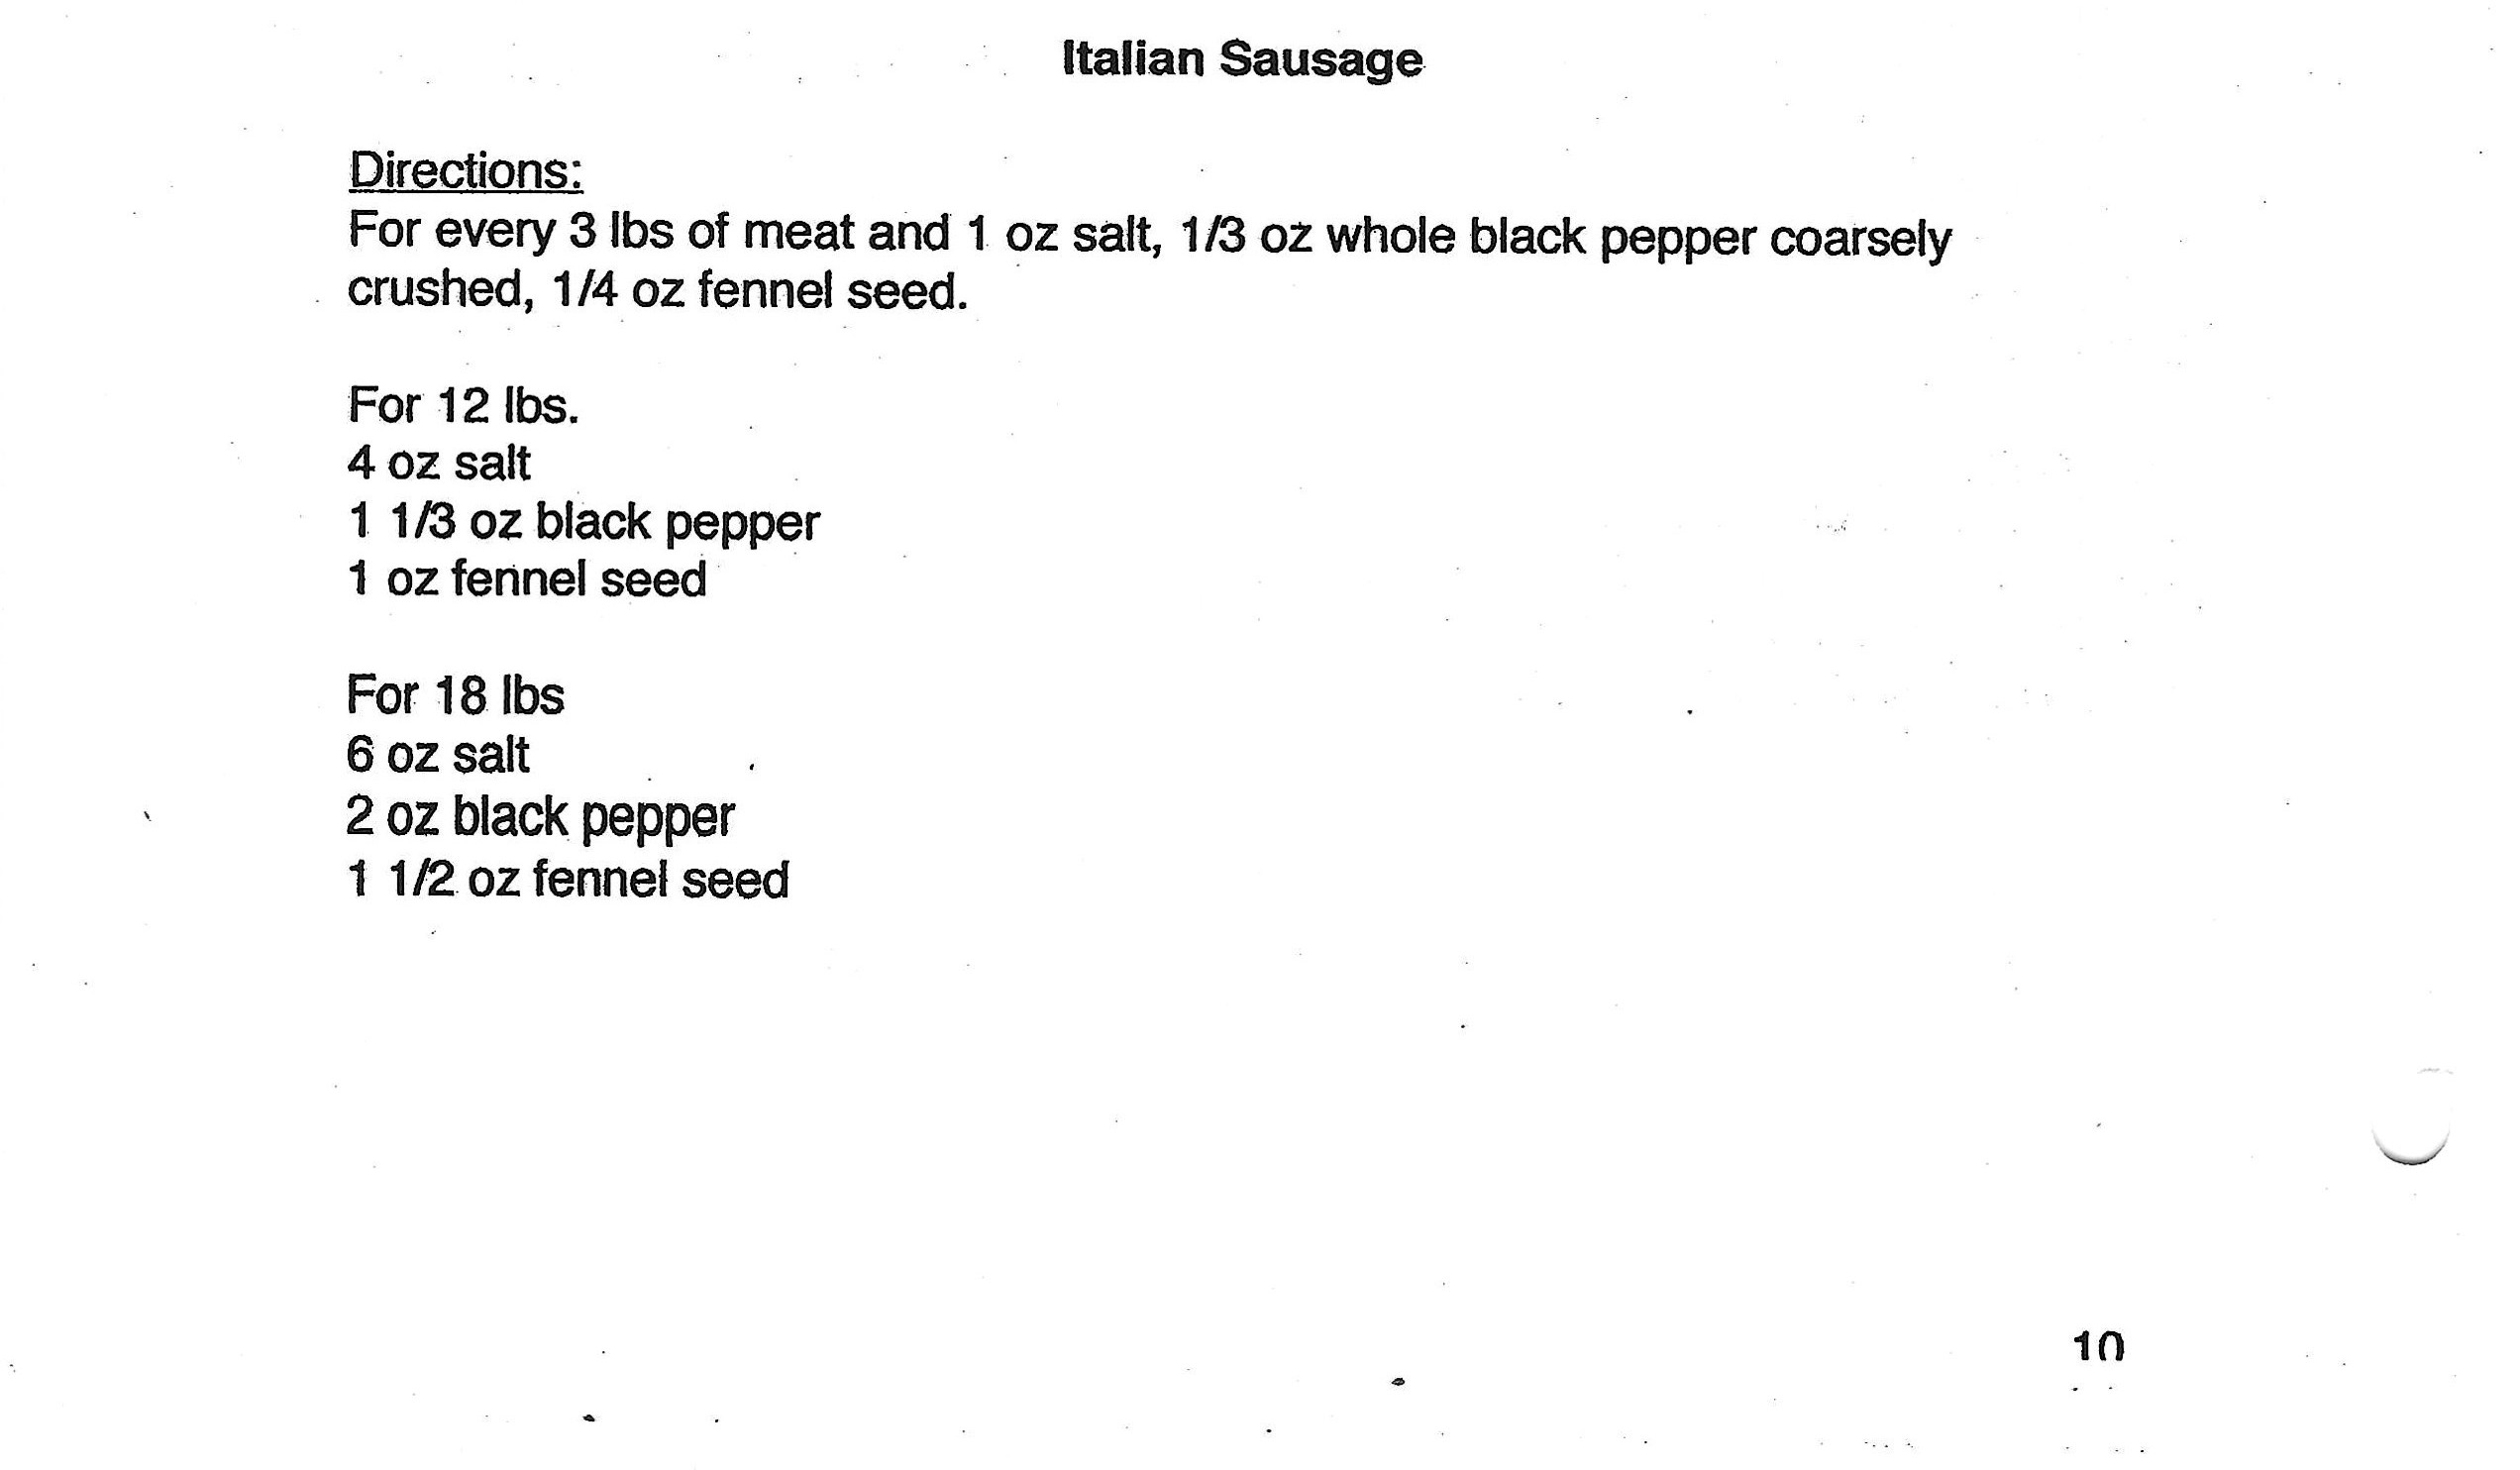 Italian Sausage
Directions:
For every 3 lbs of meat and 1 oz salt, 1/3 oz whole black pepper coarsely
crushed, 1/4 oz fennel seed.
For 12 lbs.
4 oz salt
1 1/3 oz black pepper
1 oz fennel seed
For 18 lbs
6 oz salt
2 oz black pepper
1 1/2 oz fennel seed
10